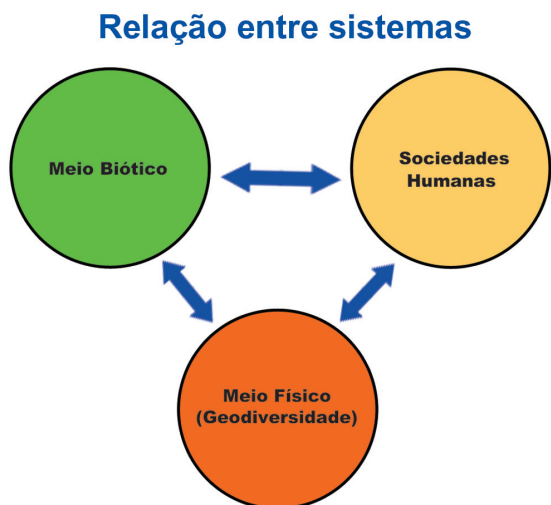 Relação entre sistemas
Meio Biótico
Sociedades
Humanas
Meio Físico
(Geodiversidade)